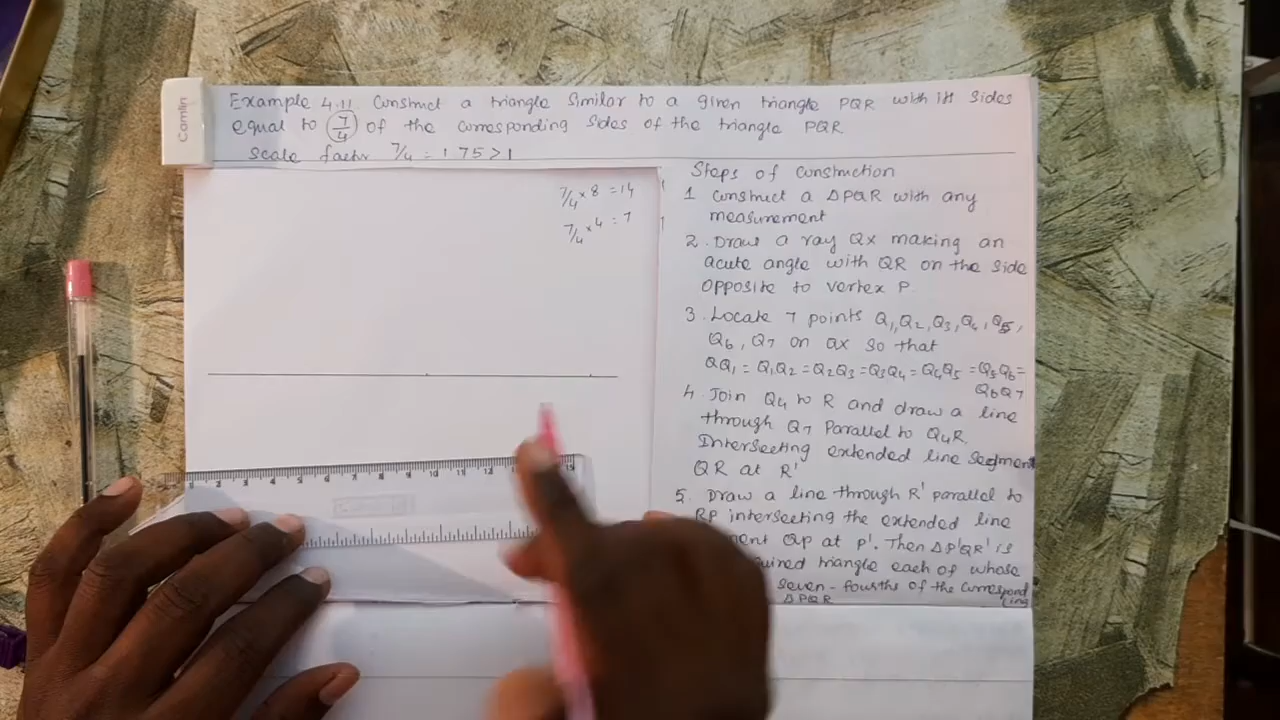 Camlin
Example 4.11 Construct a triangle similar to a given triangle PQR with its sides
equal to 7/4 of the corresponding sides of the triangle PQR
Scale factor 7/4 = 1 75 > 1
7/4 × 8 = 14
7/4 × 4 = 7
Steps of construction
1 Construct a ΔPQR with any
measurement
2. Draw a ray QX making an
acute angle with QR on the side
opposite to vertex P.
3. Locate 7 points Q1, Q2, Q3, Q4, Q5,
Q6, Q7 on ax so that
QQ1 = Q1Q2 = Q2Q3 = Q3Q4 = Q4Q5 = Q5Q6 =
Q6Q7
4. Join Q4 to R and draw a line
through Q7 Parallel to Q4R.
Intersecting extended line segment
QR at R'
5. Draw a line through R' parallel to
RP intersecting the extended line
QP at P'. Then ΔP'QR' is
triangle each of whose
seven-fourths of the correspond
ing
ΔPQR